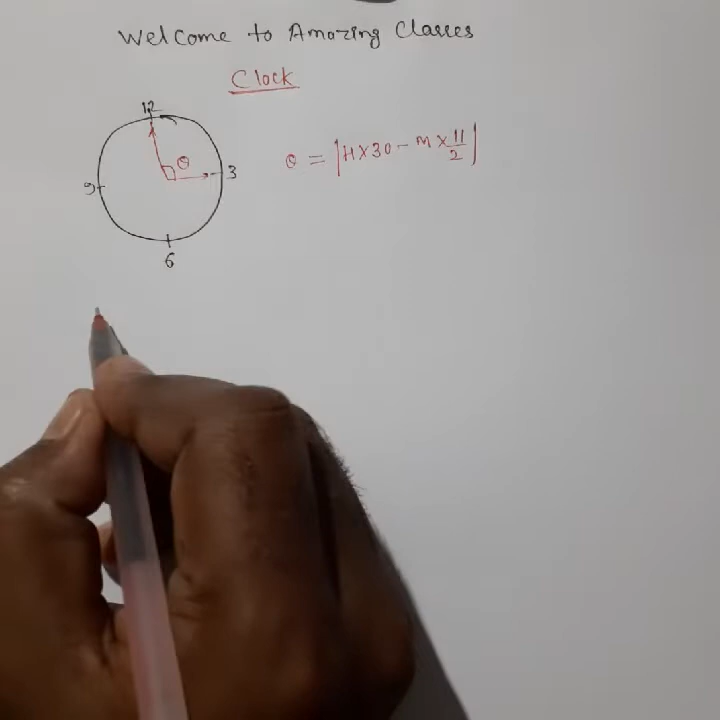 Welcome to Amazing Classes
Clock
12
θ
3
9
6
θ = |H×30 - M×11/2|